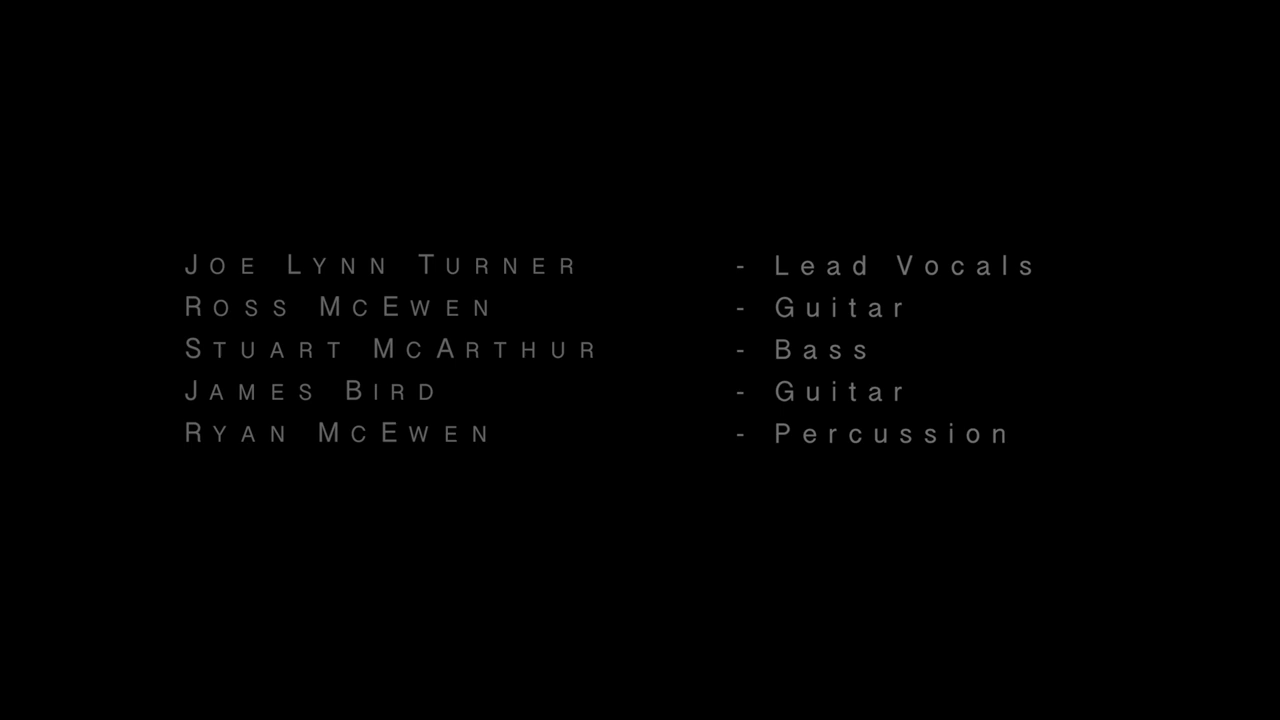 Joe Lynn Turner - Lead Vocals
Ross McEwen - Guitar
Stuart McArthur - Bass
James Bird - Guitar
Ryan McEwen - Percussion